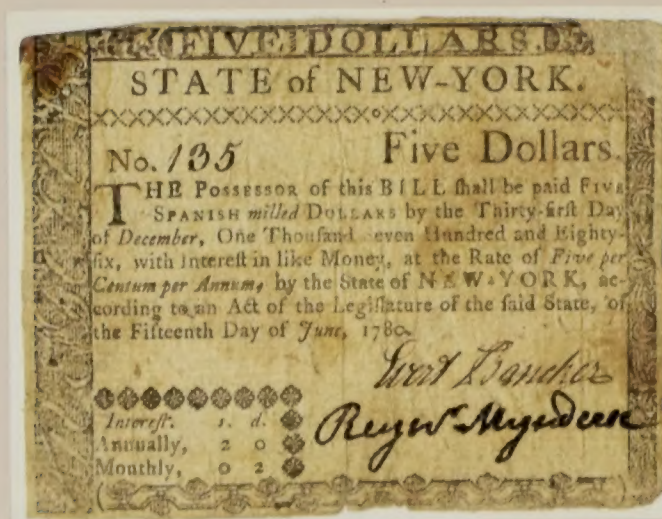 FIVE DOLLARS.
STATE of NEW-YORK.
No. 135 Five Dollars.
THE POSSESSOR of this BILL ſhall be paid FIVE
SPANISH milled DOLLARS by the Thirty-firſt Day
of December, One Thouſand even Hundred and Eighty-
ſix, with Intereſt in like Money, at the Rate of Five per
Centum per Annum, by the State of NEW-YORK, ac-
cording to an Act of the Legiſlature of the ſaid State, of
the Fifteenth Day of June, 1780.
Evert Bancker
Intereſt. s. d.
Annually, 2 0
Monthly, 0 2
Mynderse